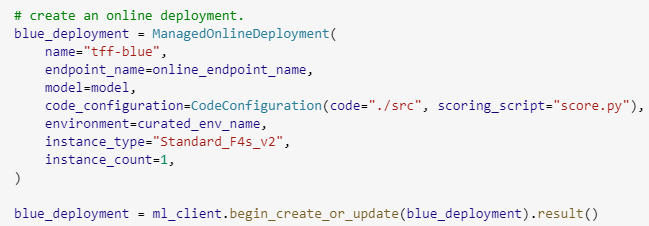 # create an online deployment.
blue_deployment = ManagedOnlineDeployment(
    name="tff-blue",
    endpoint_name=online_endpoint_name,
    model=model,
    code_configuration=CodeConfiguration(code="./src", scoring_script="score.py"),
    environment=curated_env_name,
    instance_type="Standard_F4s_v2",
    instance_count=1,
)
blue_deployment = ml_client.begin_create_or_update(blue_deployment).result()